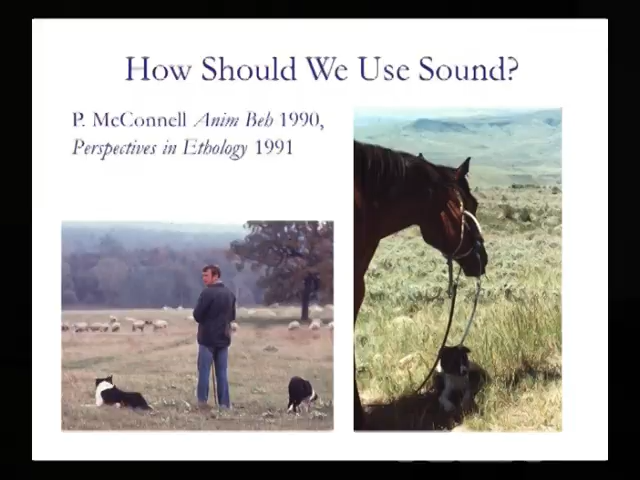 How Should We Use Sound?
P. McConnell Anim Beh 1990,
Perspectives in Ethology 1991